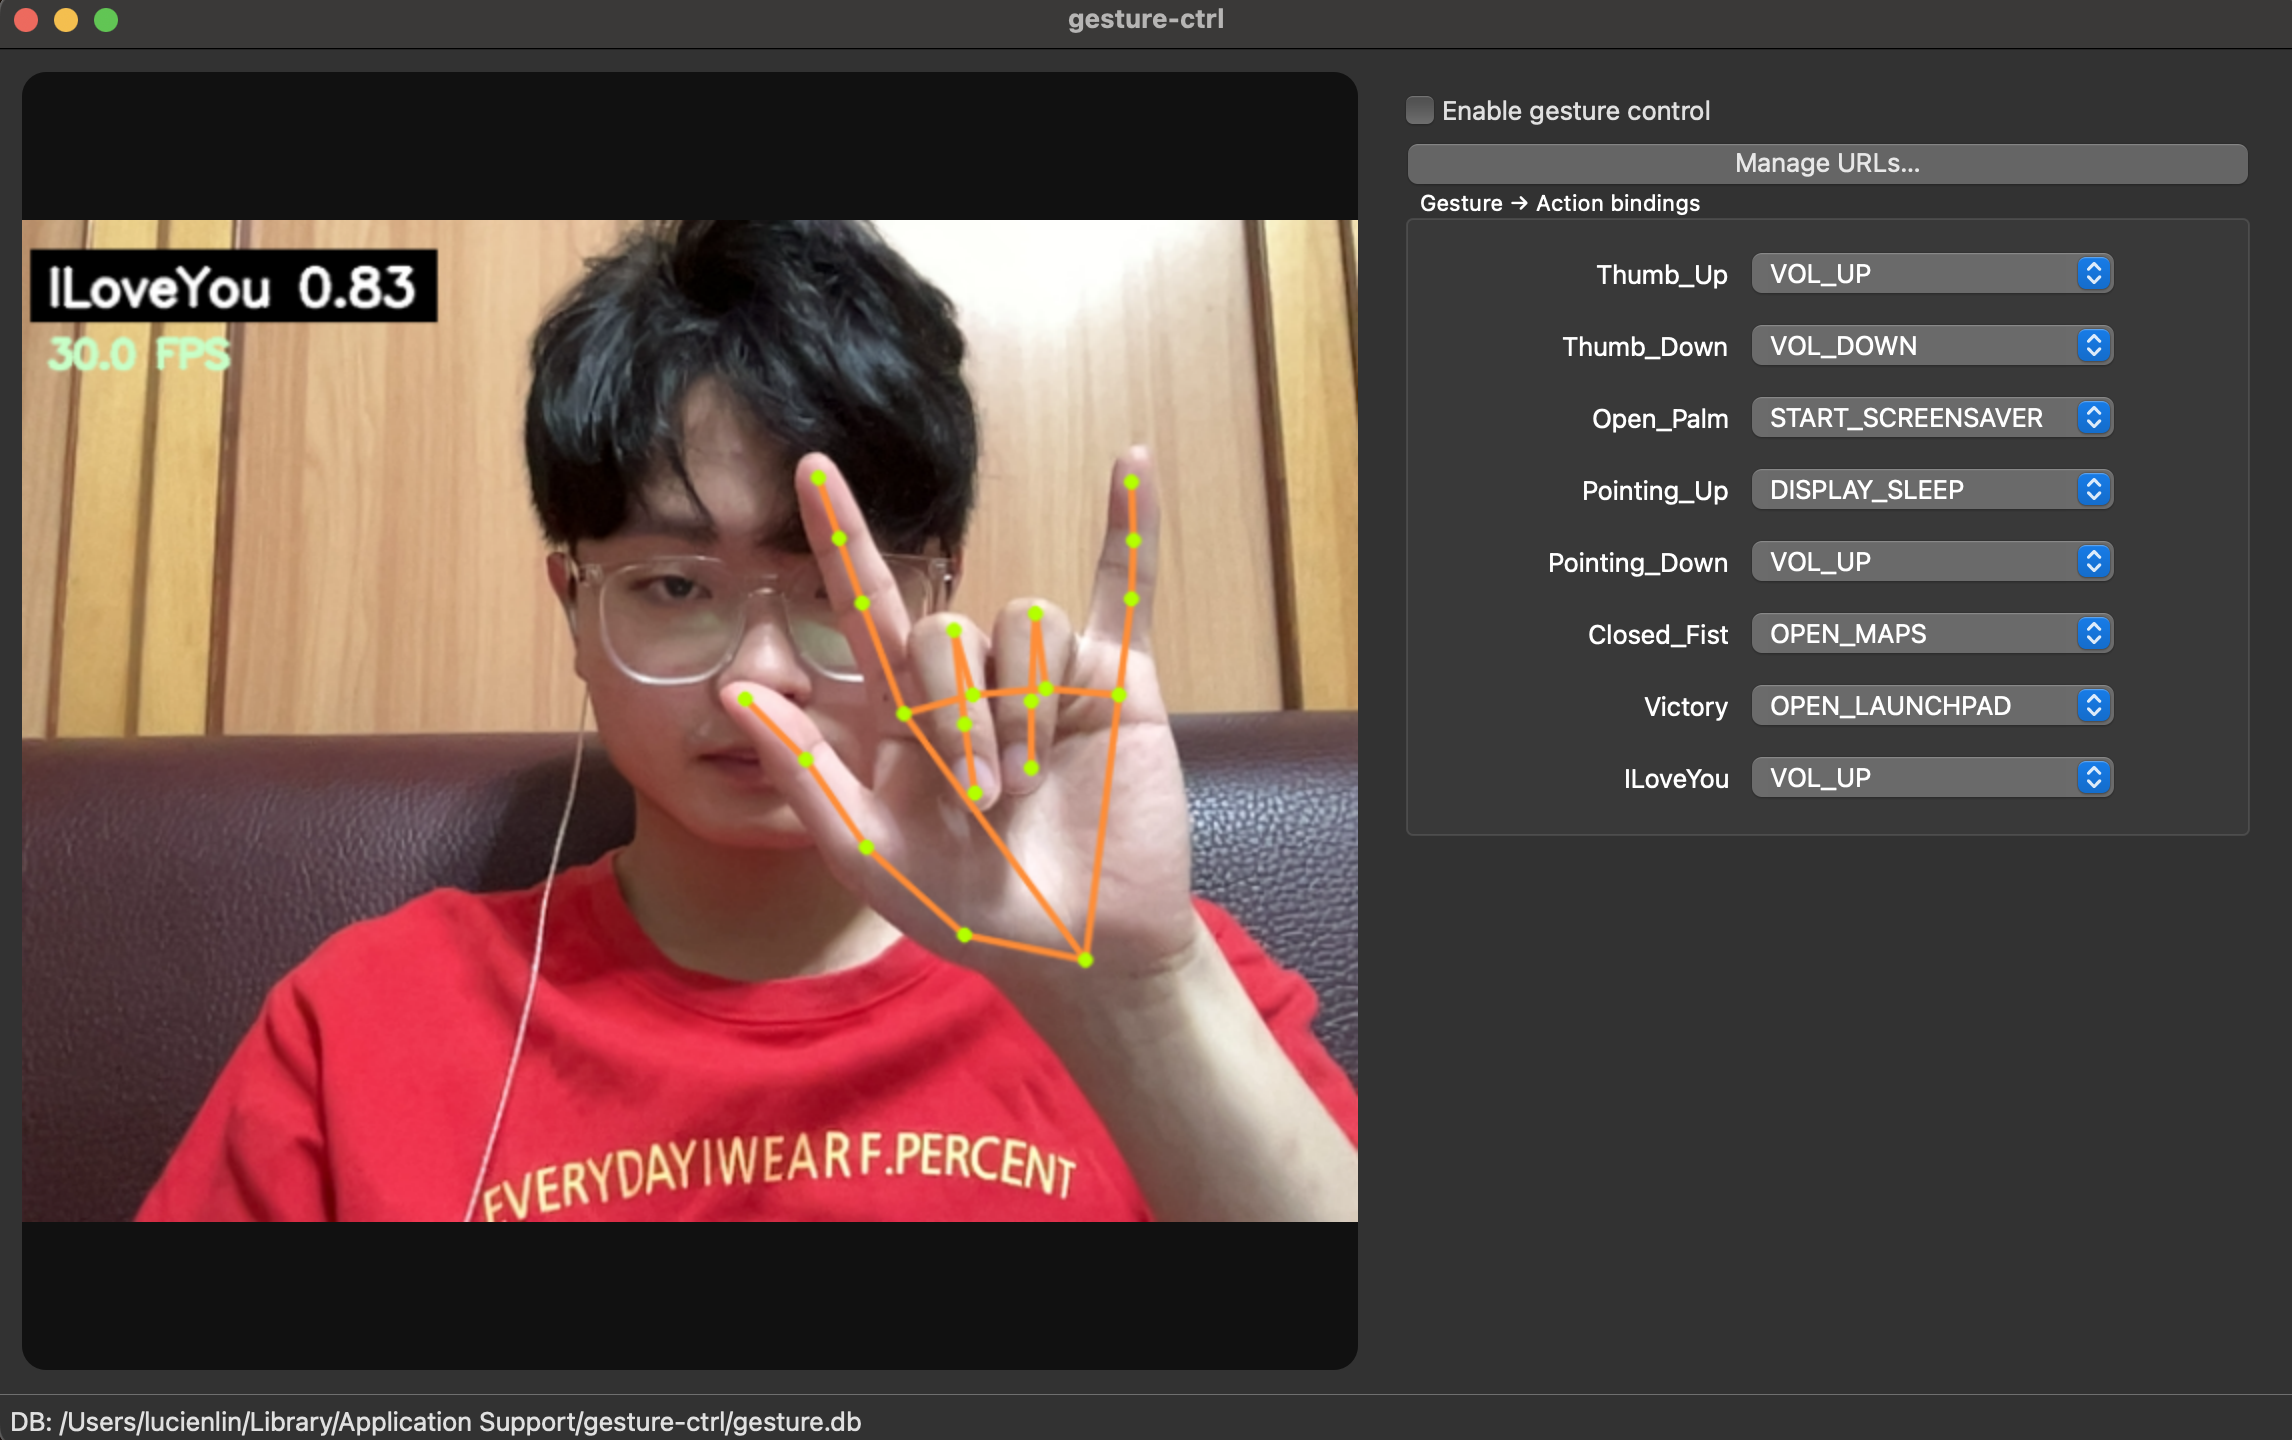 gesture-ctrl
ILoveYou 0.83
30.0 FPS
EVERYDAYIWEAR F.PERCENT
Enable gesture control
Manage URLs...
Gesture → Action bindings
Thumb_Up VOL_UP
Thumb_Down VOL_DOWN
Open_Palm START_SCREENSAVER
Pointing_Up DISPLAY_SLEEP
Pointing_Down VOL_UP
Closed_Fist OPEN_MAPS
Victory OPEN_LAUNCHPAD
ILoveYou VOL_UP
DB: /Users/lucienlin/Library/Application Support/gesture-ctrl/gesture.db